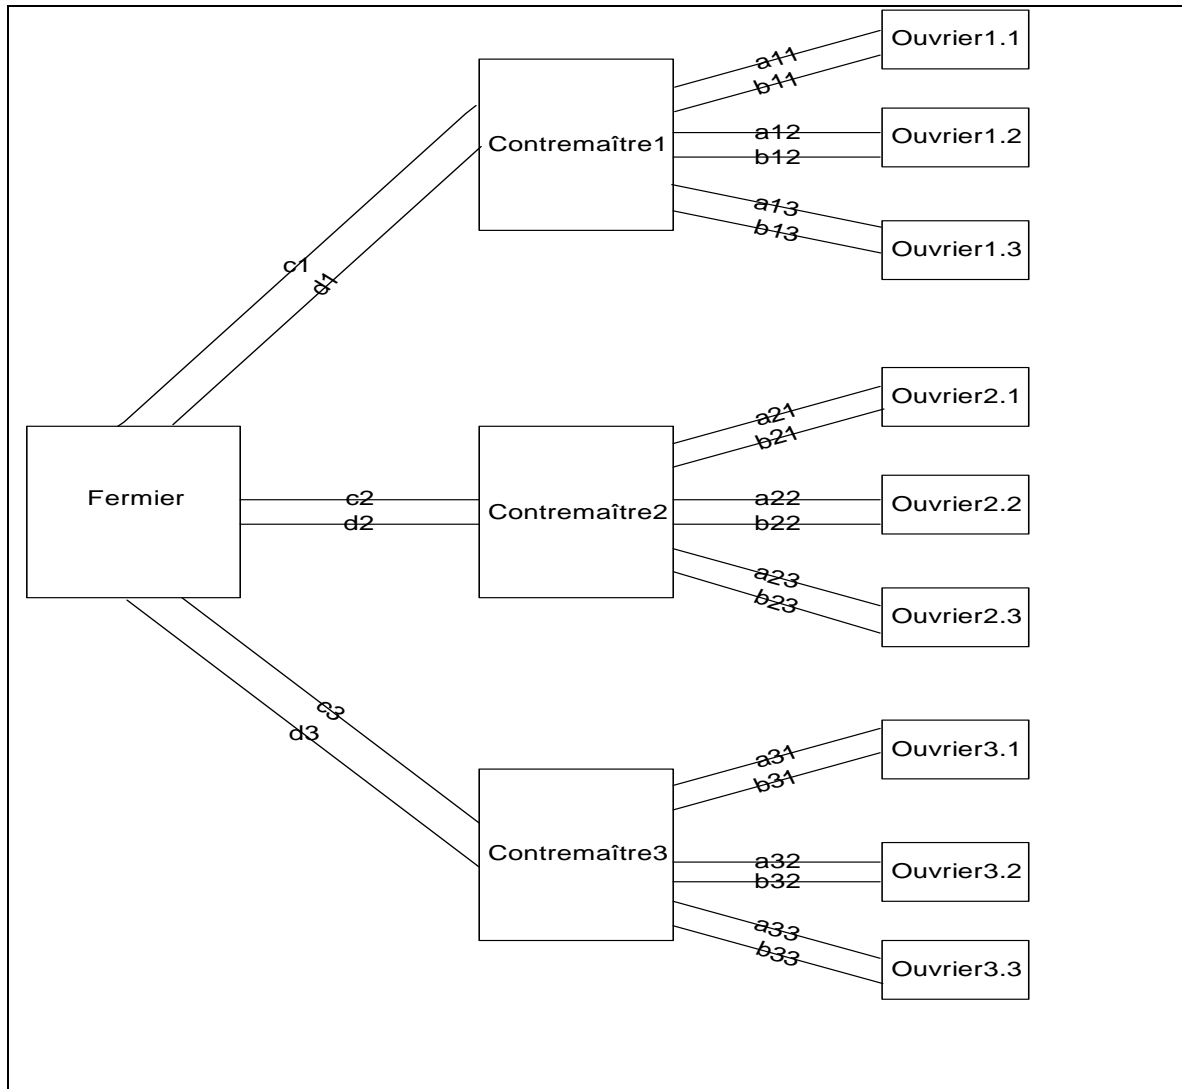 Ouvrier1.1
a11
b11
Contremaître1
a12
b12
Ouvrier1.2
a13
b13
Ouvrier1.3
c1
d1
Ouvrier2.1
a21
b21
Fermier
c2
d2
Contremaître2
a22
b22
Ouvrier2.2
a23
b23
Ouvrier2.3
c3
d3
Ouvrier3.1
a31
b31
Contremaître3
a32
b32
Ouvrier3.2
a33
b33
Ouvrier3.3